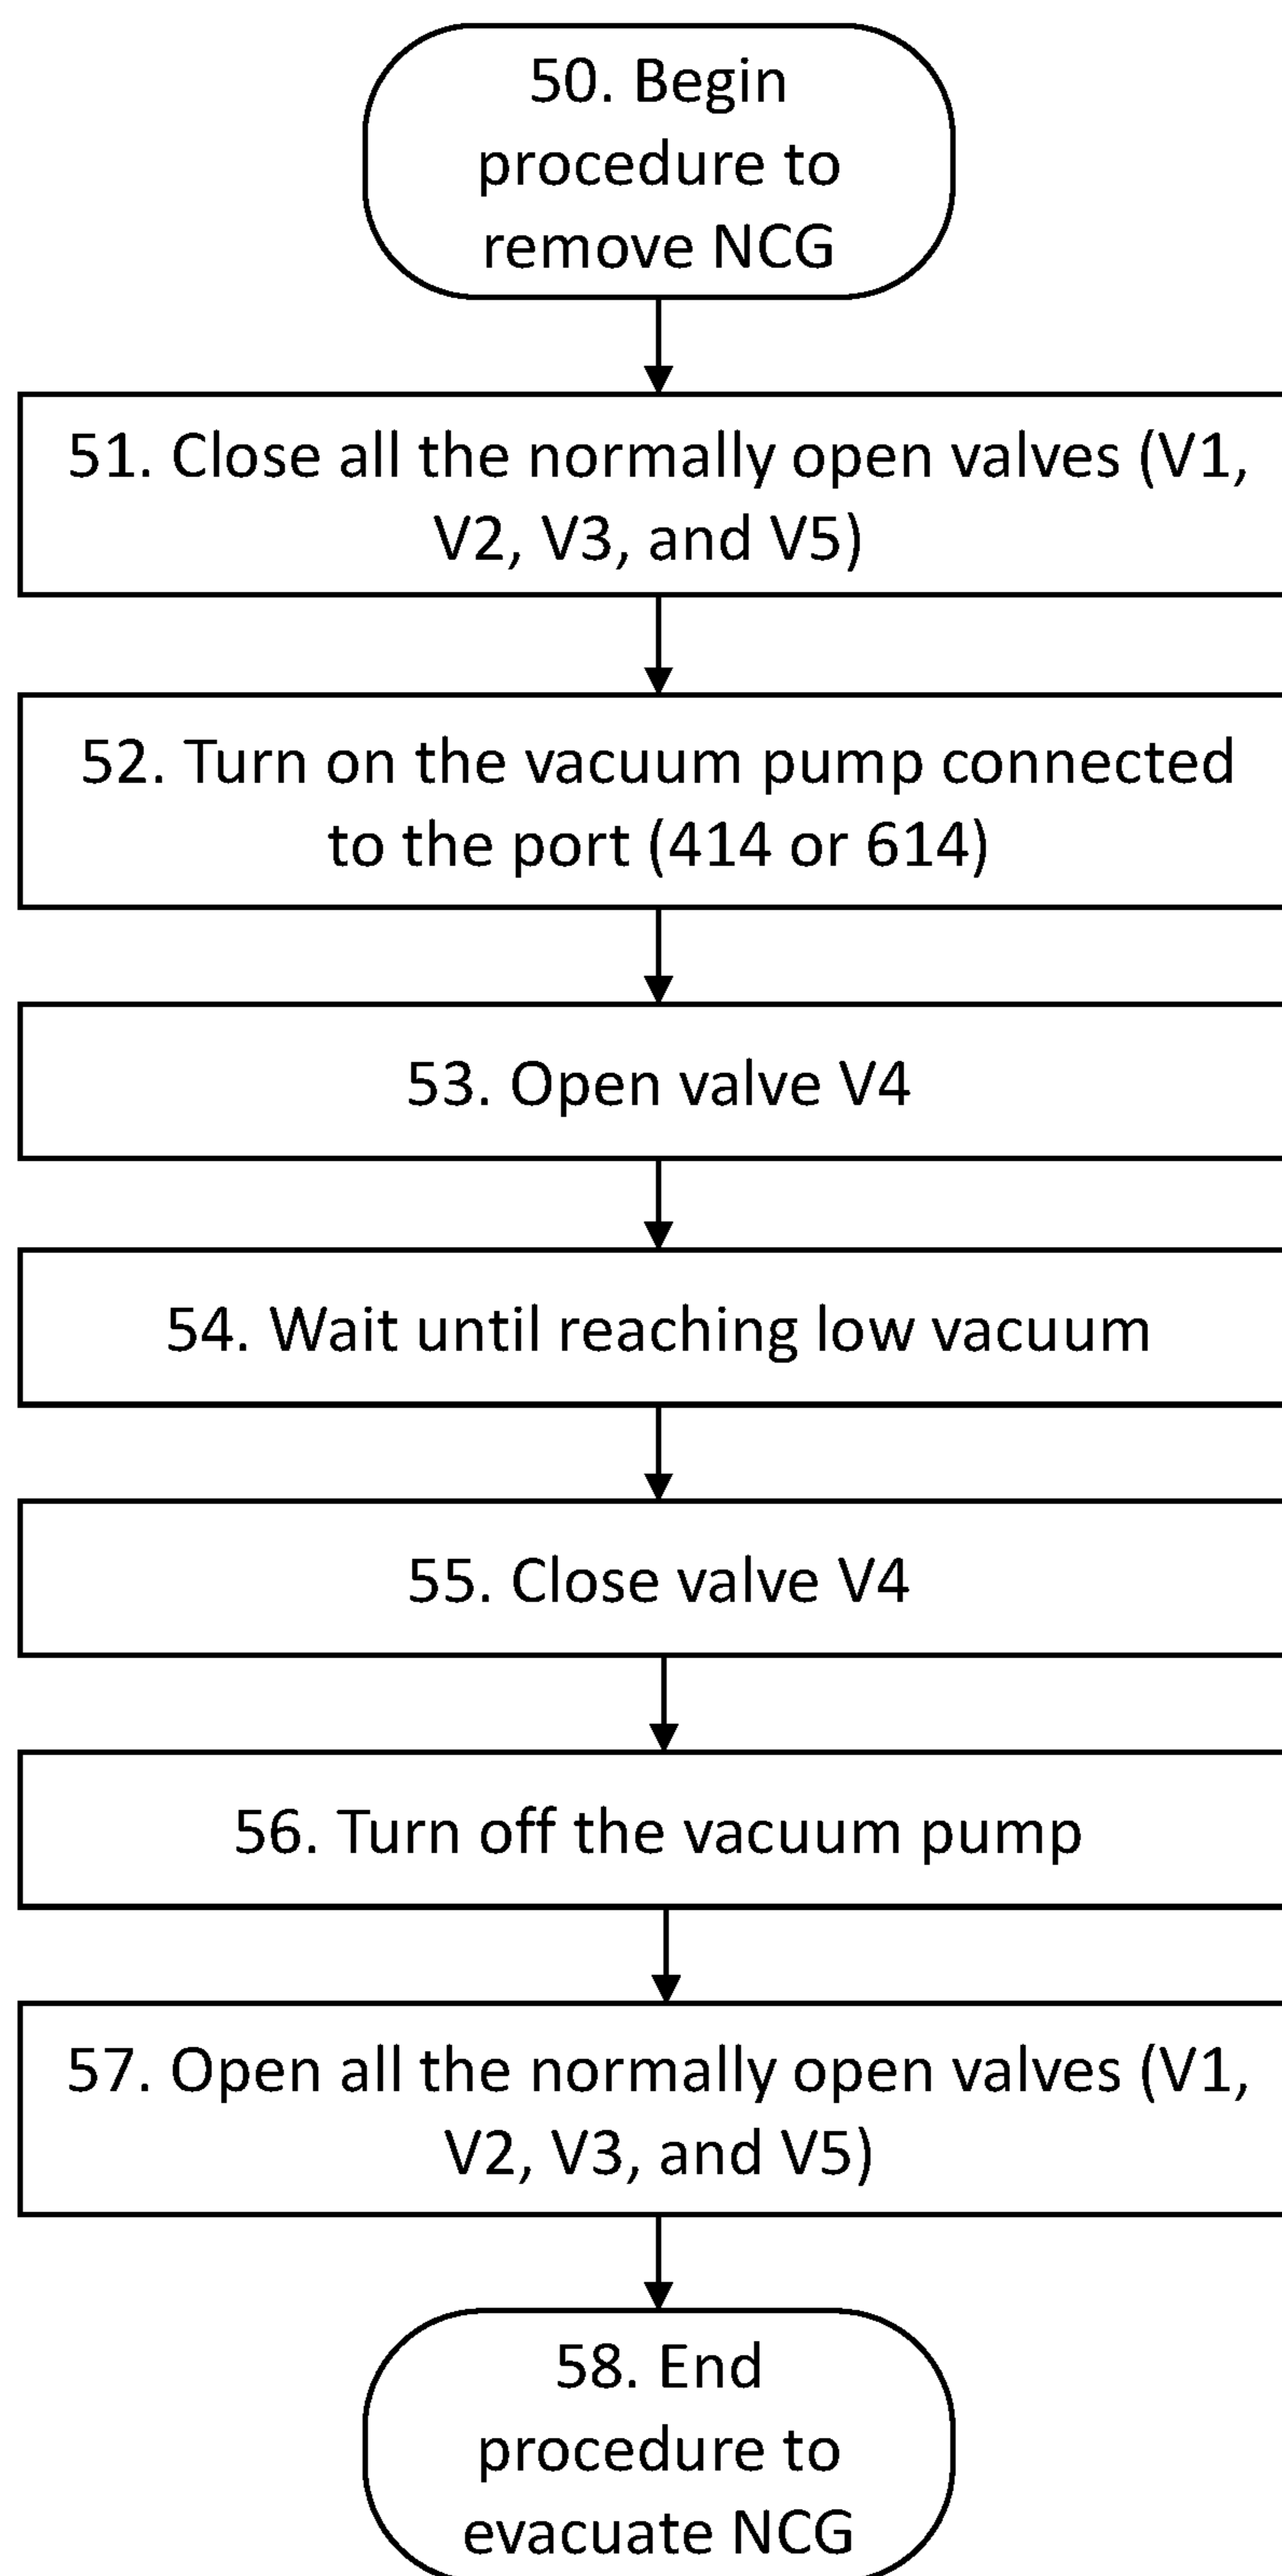 50. Begin
procedure to
remove NCG
51. Close all the normally open valves (V1,
V2, V3, and V5)
52. Turn on the vacuum pump connected
to the port (414 or 614)
53. Open valve V4
54. Wait until reaching low vacuum
55. Close valve V4
56. Turn off the vacuum pump
57. Open all the normally open valves (V1,
V2, V3, and V5)
58. End
procedure to
evacuate NCG